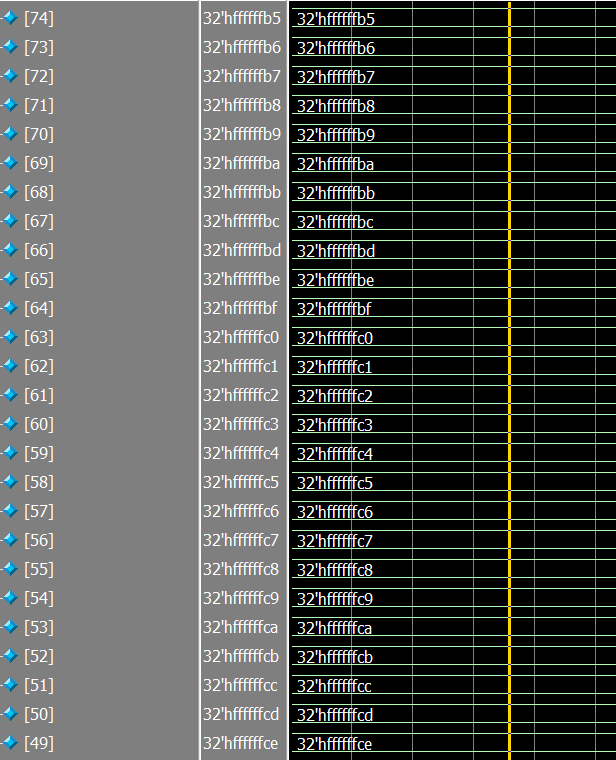 [74] 32'hffffffb5 32'hffffffb5
[73] 32'hffffffb6 32'hffffffb6
[72] 32'hffffffb7 32'hffffffb7
[71] 32'hffffffb8 32'hffffffb8
[70] 32'hffffffb9 32'hffffffb9
[69] 32'hffffffba 32'hffffffba
[68] 32'hffffffbb 32'hffffffbb
[67] 32'hffffffbc 32'hffffffbc
[66] 32'hffffffbd 32'hffffffbd
[65] 32'hffffffbe 32'hffffffbe
[64] 32'hffffffbf 32'hffffffbf
[63] 32'hffffffc0 32'hffffffc0
[62] 32'hffffffc1 32'hffffffc1
[61] 32'hffffffc2 32'hffffffc2
[60] 32'hffffffc3 32'hffffffc3
[59] 32'hffffffc4 32'hffffffc4
[58] 32'hffffffc5 32'hffffffc5
[57] 32'hffffffc6 32'hffffffc6
[56] 32'hffffffc7 32'hffffffc7
[55] 32'hffffffc8 32'hffffffc8
[54] 32'hffffffc9 32'hffffffc9
[53] 32'hffffffca 32'hffffffca
[52] 32'hffffffcb 32'hffffffcb
[51] 32'hffffffcc 32'hffffffcc
[50] 32'hffffffcd 32'hffffffcd
[49] 32'hffffffce 32'hffffffce